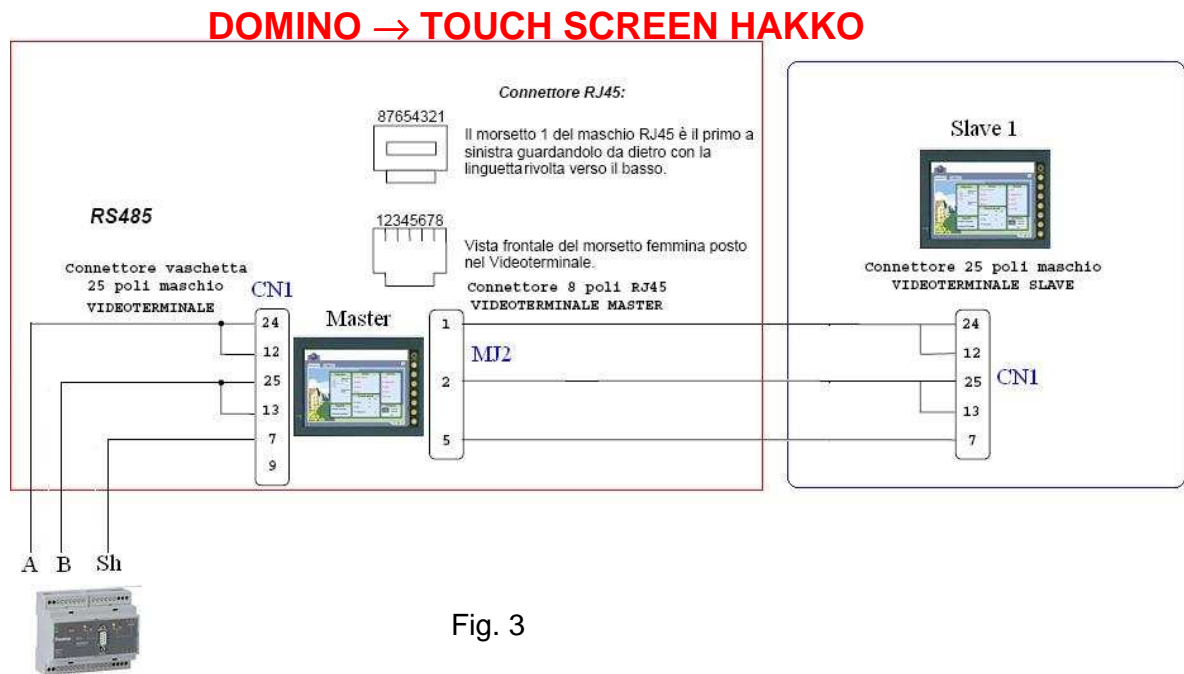 DOMINO → TOUCH SCREEN HAKKO
Connettore RJ45:
87654321
Il morsetto 1 del maschio RJ45 è il primo a
sinistra guardandolo da dietro con la
linguetta rivolta verso il basso.
12345678
Vista frontale del morsetto femmina posto
nel Videoterminale.
RS485
Connettore vaschetta
25 poli maschio
VIDEOTERMINALE
CN1
24
12
25
13
7
9
Master
Connettore 8 poli RJ45
VIDEOTERMINALE MASTER
1
2
5
MJ2
Slave 1
Connettore 25 poli maschio
VIDEOTERMINALE SLAVE
24
12
25
13
7
CN1
A B Sh
Fig. 3